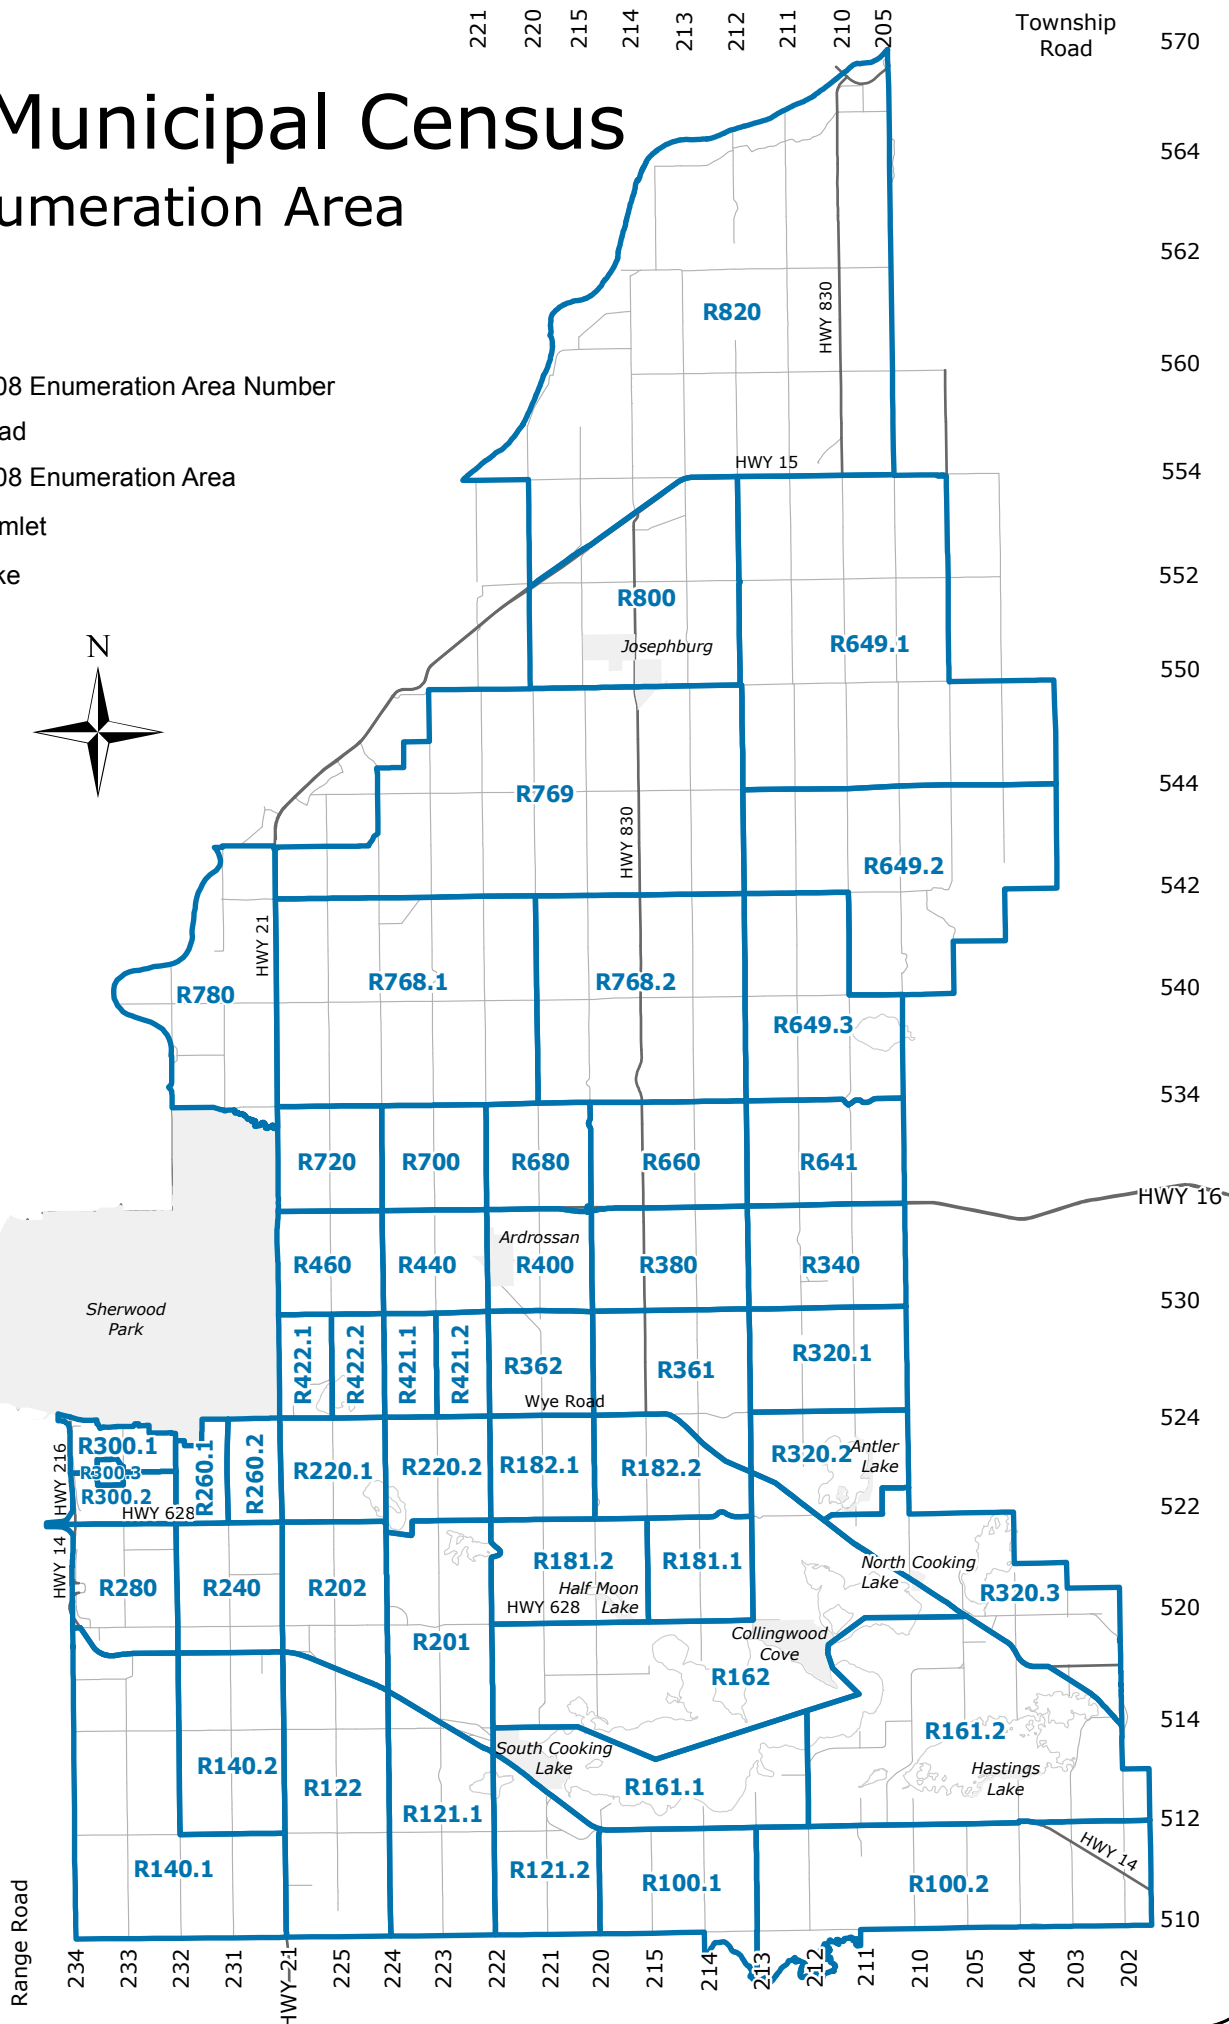 221 220 215 214 213 212 211 210 205
Township
Road
570
Municipal Census
564
umeration Area
562
R820
HWY 830
560
08 Enumeration Area Number
ad
HWY 15
554
08 Enumeration Area
mlet
552
ke
R800
N
Josephburg
R649.1
550
544
R769
HWY 830
R649.2
542
HWY 21
R768.1
R768.2
540
R780
R649.3
534
R720 R700 R680 R660 R641
HWY 16
Ardrossan
R460 R440 R400 R380 R340
530
Sherwood
Park
R422.1 R422.2 R421.1 R421.2
R362 R361 R320.1
Wye Road
524
R300.1
HWY 216
R300.3
R300.2
R260.1 R260.2
R220.1 R220.2 R182.1 R182.2 R320.2
Antler
Lake
HWY 628
522
HWY 14
R280 R240 R202
R181.2 R181.1
North Cooking
Lake
Half Moon
Lake
HWY 628
R320.3
520
R201
Collingwood
Cove
R162
514
R161.2
South Cooking
Lake
Hastings
Lake
R140.2 R122 R161.1
R121.1
512
HWY 14
R140.1 R121.2 R100.1 R100.2
510
Range Road
234 233 232 231 HWY 21 225 224 223 222 221 220 215 214 213 212 211 210 205 204 203 202